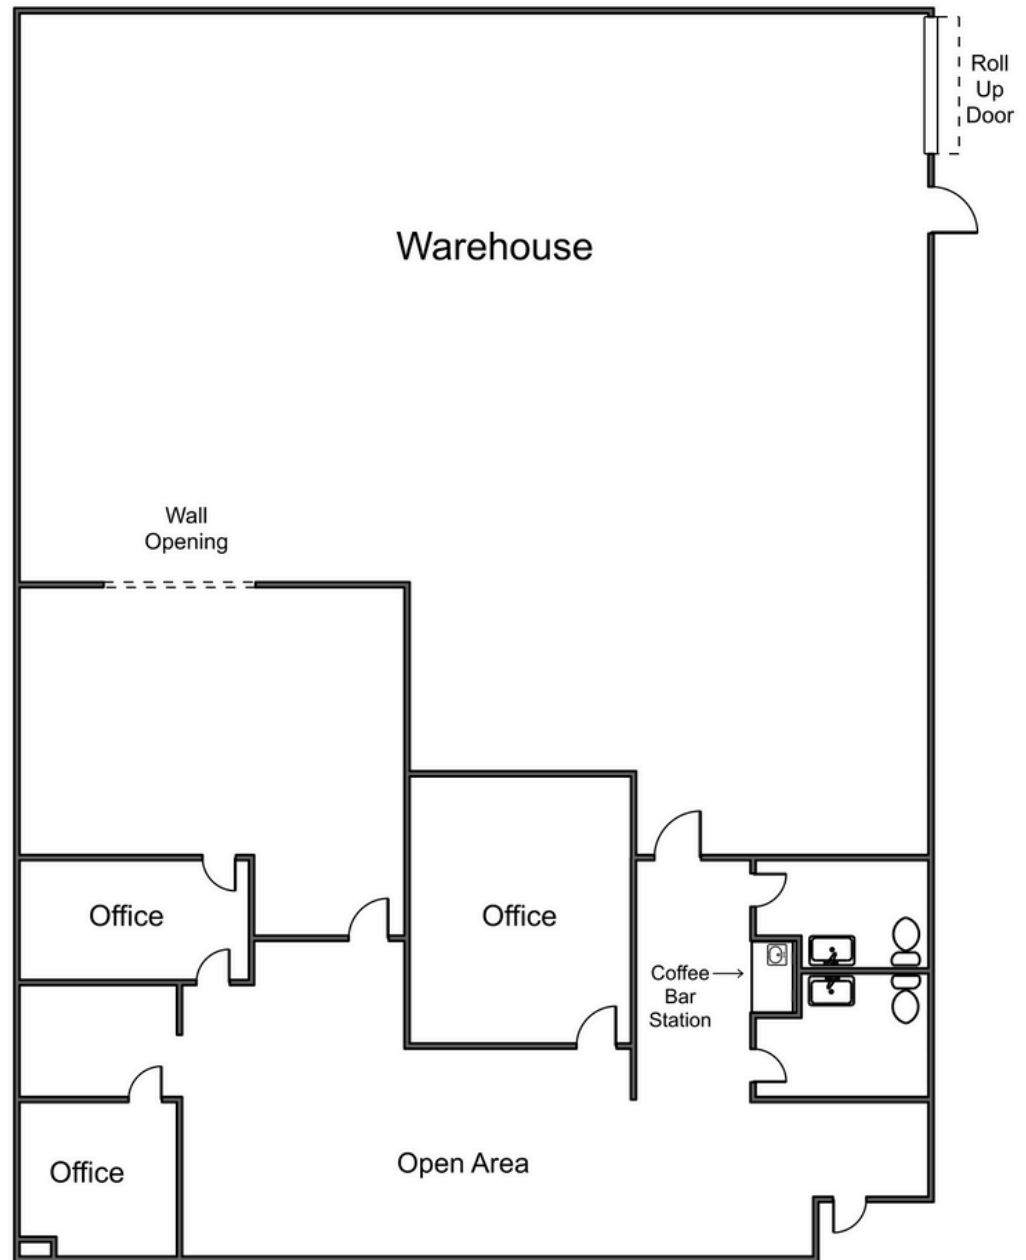 Roll
Up
Door
Warehouse
Wall
Opening
Office
Office
Coffee
Bar
Station
Open Area
Office